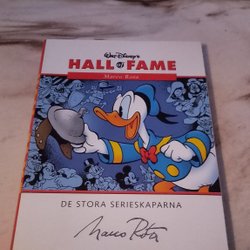 Walt Disney's
HALL of FAME
Marco Rota
DE STORA SERIESKAPARNA
Marco Rota